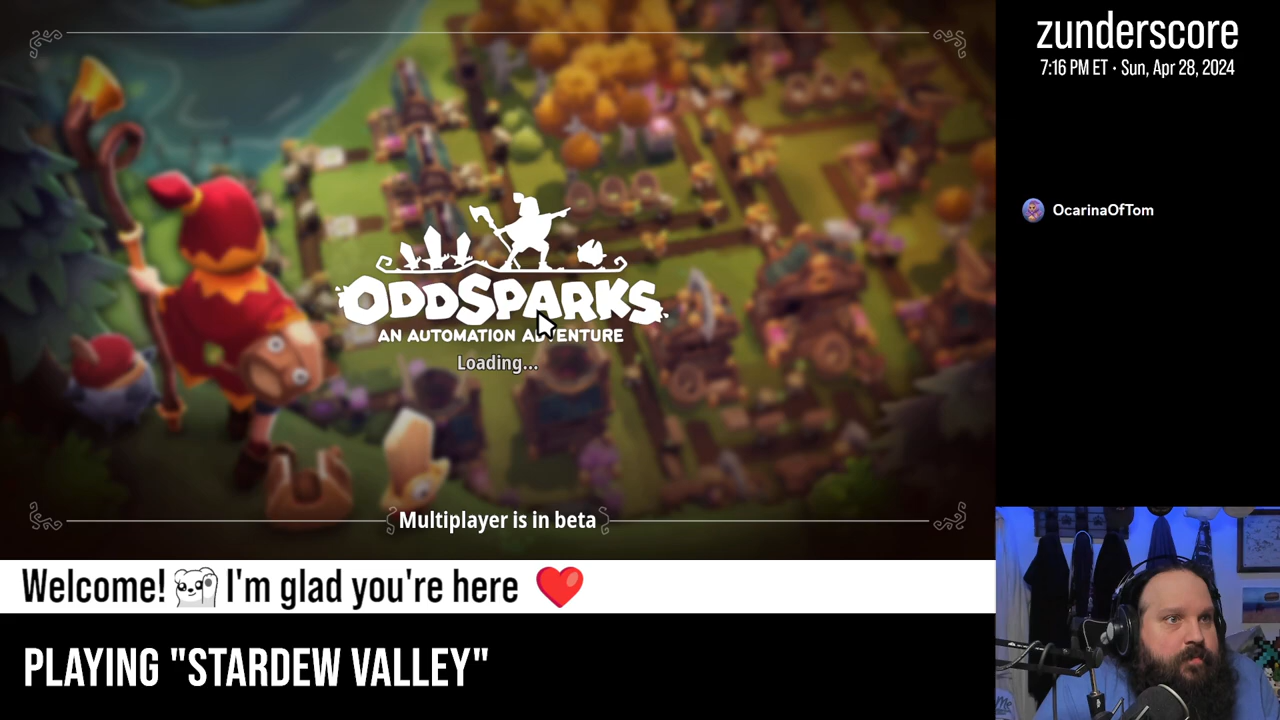 zunderscore
7:16 PM ET · Sun, Apr 28, 2024
OcarinaOfTom
ODDSPARKS
AN AUTOMATION ADVENTURE
Loading...
Multiplayer is in beta
Welcome! I'm glad you're here ❤️
PLAYING "STARDEW VALLEY"